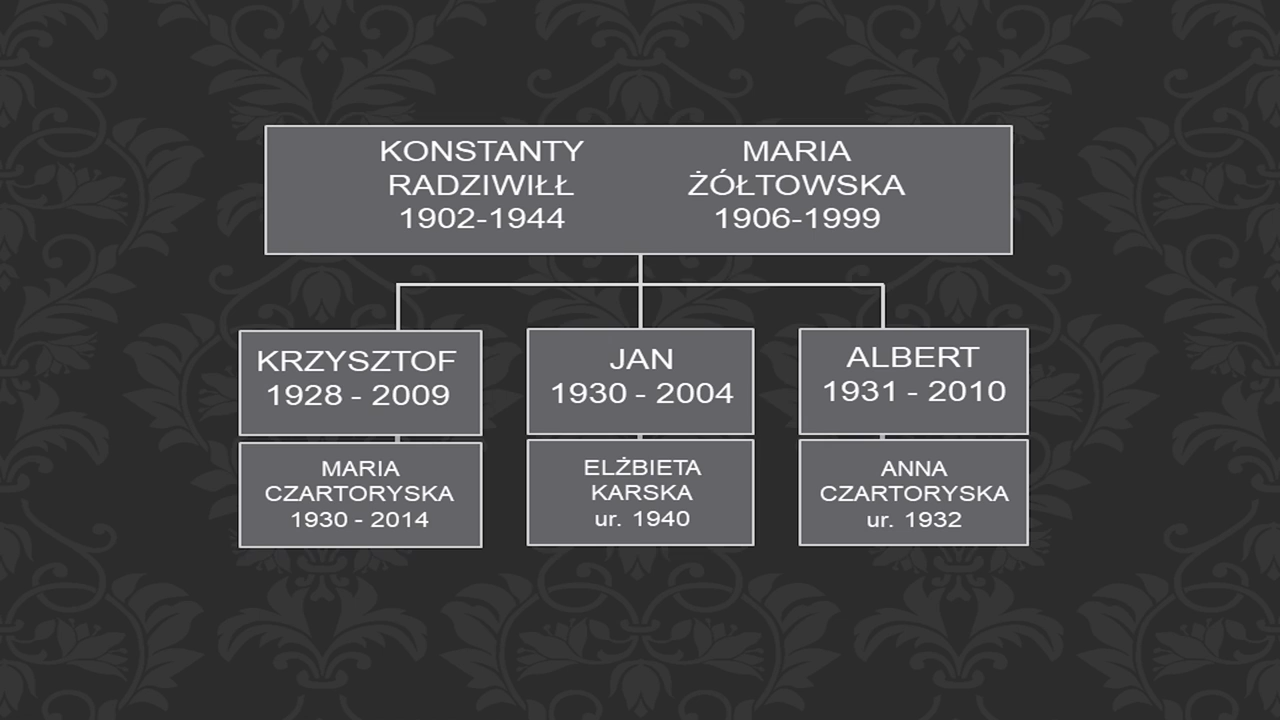 KONSTANTY
RADZIWIŁŁ
1902-1944
MARIA
ŻÓŁTOWSKA
1906-1999
KRZYSZTOF
1928 - 2009
MARIA
CZARTORYSKA
1930 - 2014
JAN
1930 - 2004
ELŻBIETA
KARSKA
ur. 1940
ALBERT
1931 - 2010
ANNA
CZARTORYSKA
ur. 1932